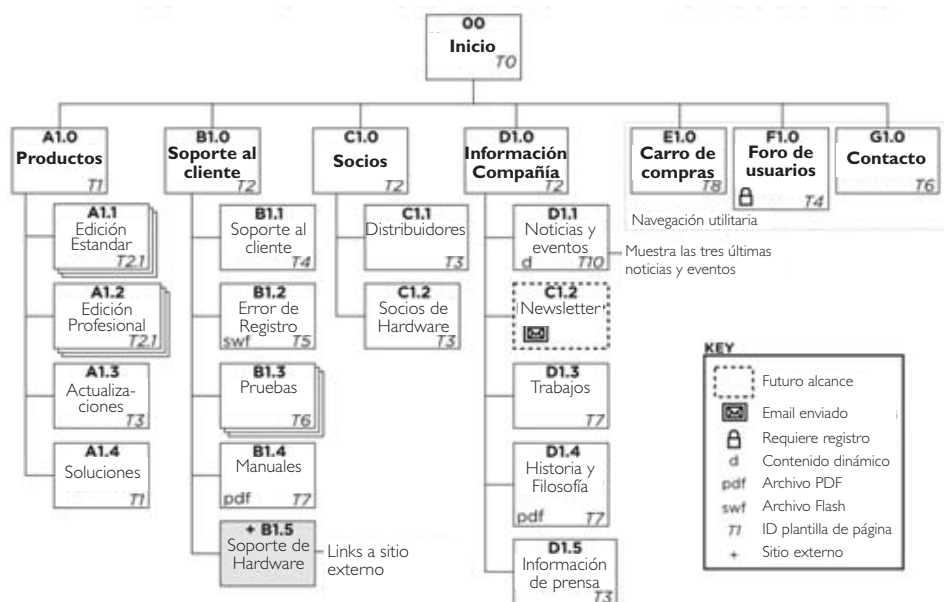 00
Inicio
T0
A1.0
Productos
T1
A1.1
Edición
Estandar
T2.1
A1.2
Edición
Profesional
T2.1
A1.3
Actualiza-
ciones
T3
A1.4
Soluciones
T1
B1.0
Soporte al
cliente
T2
B1.1
Soporte al
cliente
T4
B1.2
Error de
Registro
swf T5
B1.3
Pruebas
T6
B1.4
Manuales
pdf T7
+ B1.5
Soporte de
Hardware
Links a sitio
externo
C1.0
Socios
T2
C1.1
Distribuidores
T3
C1.2
Socios de
Hardware
T3
D1.0
Información
Compañía
T2
D1.1
Noticias y
eventos
d T10
Muestra las tres últimas
noticias y eventos
C1.2
Newsletter
D1.3
Trabajos
T7
D1.4
Historia y
Filosofía
pdf T7
D1.5
Información
de prensa
T3
E1.0
Carro de
compras
T8
F1.0
Foro de
usuarios
T4
G1.0
Contacto
T6
Navegación utilitaria
KEY
Futuro alcance
Email enviado
Requiere registro
d Contenido dinámico
pdf Archivo PDF
swf Archivo Flash
T1 ID plantilla de página
+ Sitio externo